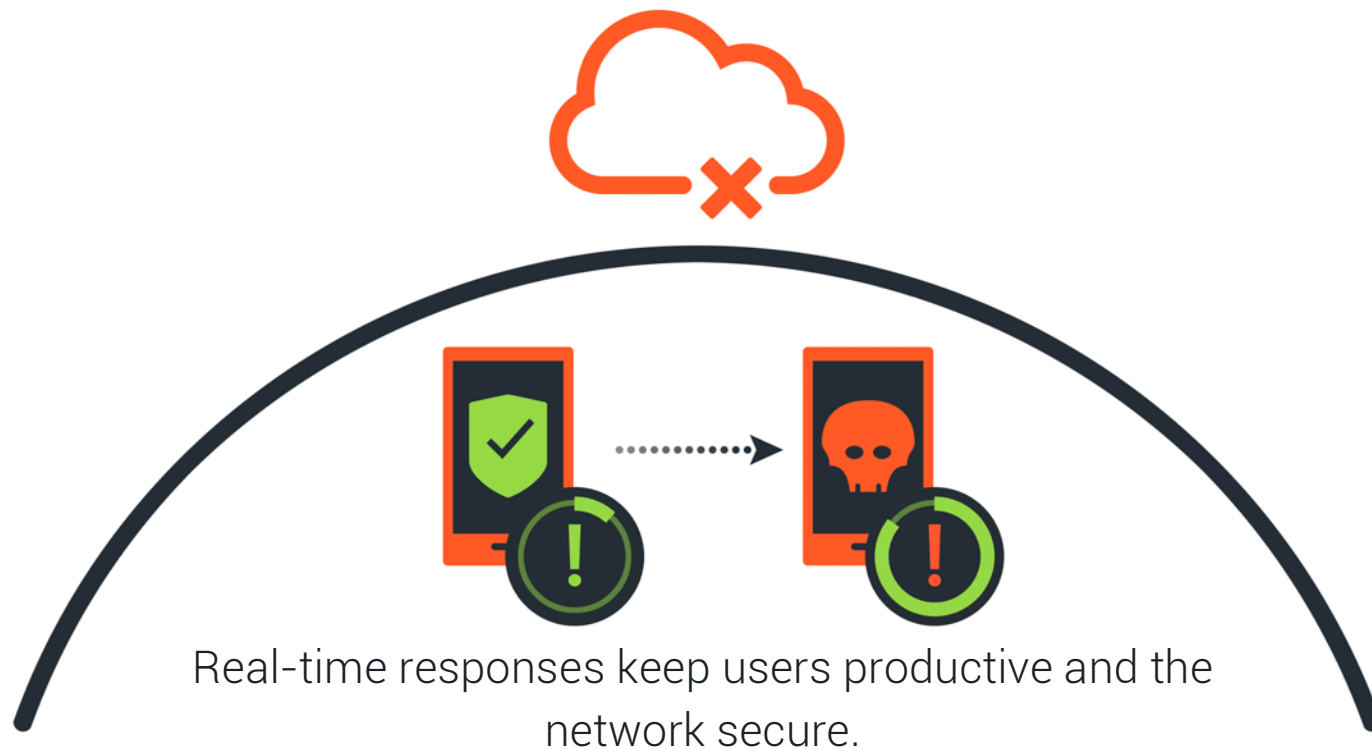 Real-time responses keep users productive and the
network secure.